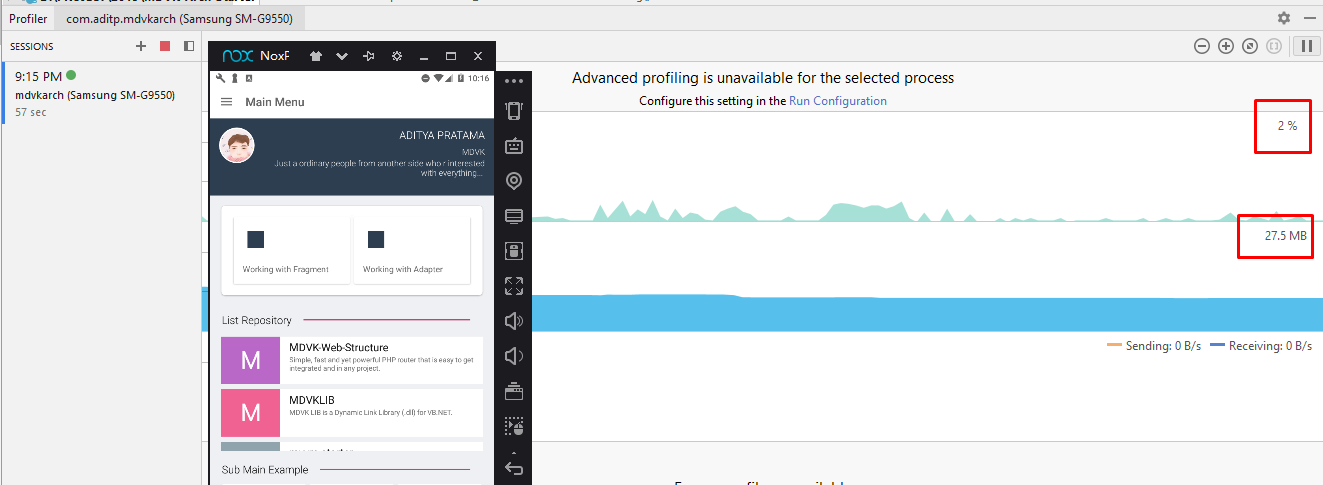 Profiler
com.aditp.mdvkarch (Samsung SM-G9550)
SESSIONS
9:15 PM
mdvkarch (Samsung SM-G9550)
57 sec
nox NoxP
10:16
Main Menu
ADITYA PRATAMA
MDVK
Just a ordinary people from another side who r interested
with everything...
Working with Fragment
Working with Adapter
List Repository
M
MDVK-Web-Structure
Simple, fast and yet powerful PHP router that is easy to get
integrated and in any project.
M
MDVKLIB
MDVK LIB is a Dynamic Link Library (.dll) for VB.NET.
Sub Main Example
Advanced profiling is unavailable for the selected process
Configure this setting in the Run Configuration
2 %
27.5 MB
Sending: 0 B/s
Receiving: 0 B/s